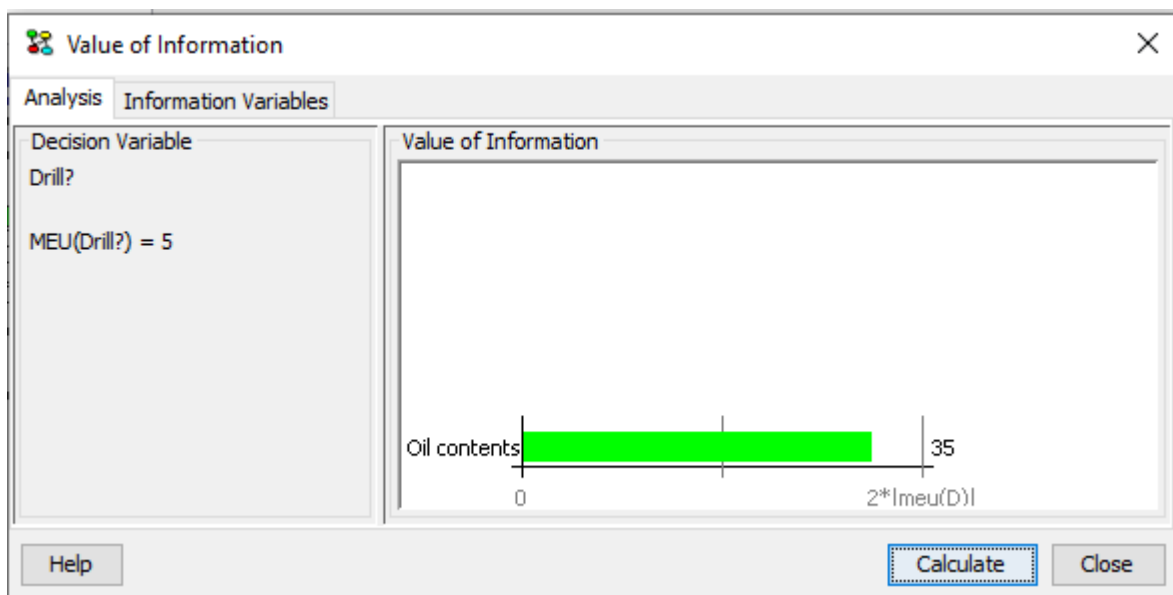 Value of Information
Analysis
Information Variables
Decision Variable
Drill?
MEU(Drill?) = 5
Value of Information
Oil contents
35
0
2*|meu(D)|
Help
Calculate
Close